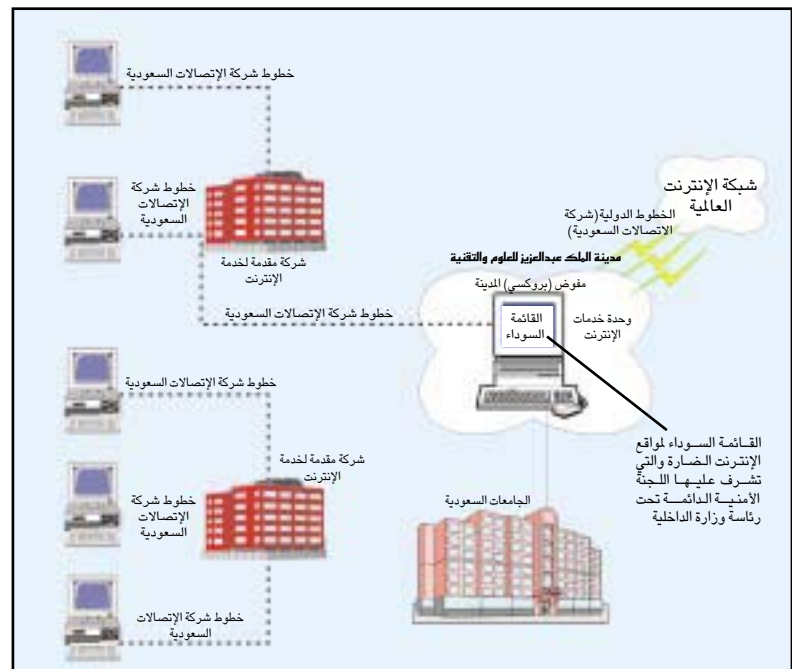 خطوط شركة الإتصالات السعودية
خطوط شركة
الإتصالات
السعودية
شركة مقدمة لخدمة
الإنترنت
خطوط شركة الإتصالات السعودية
شبكة الإنترنت
العالمية
الخطوط الدولية (شركة
الاتصالات السعودية)
مدينة الملك عبدالعزيز للعلوم والتقنية
مفوض (بروكسي) المدينة
القائمة
السوداء
وحدة خدمات
الإنترنت
القائمة السوداء لمواقع
الإنترنت الضارة والتي
تشرف عليها اللجنة
الأمنية الدائمة تحت
رئاسة وزارة الداخلية
الجامعات السعودية
خطوط شركة الإتصالات السعودية
شركة مقدمة لخدمة
الإنترنت
خطوط شركة
الإتصالات
السعودية
خطوط شركة الإتصالات
السعودية